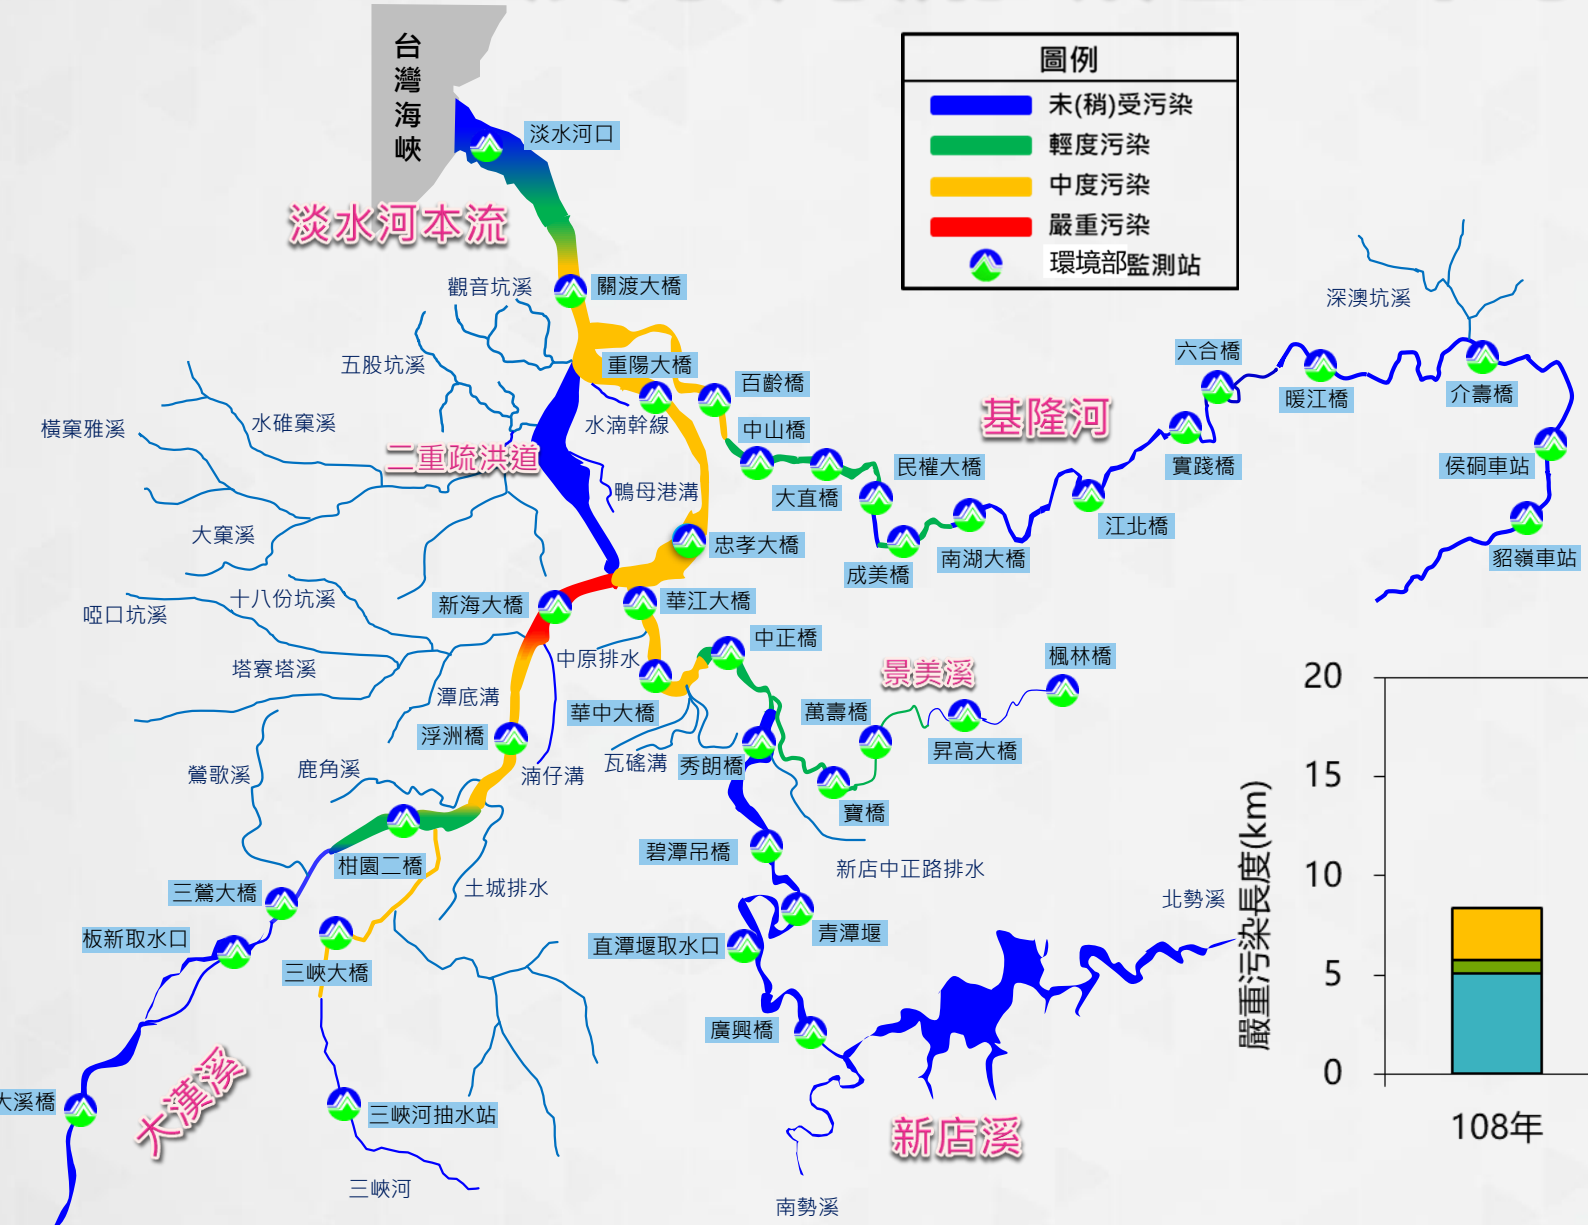 台灣海峽
圖例
未(稍)受污染
輕度污染
中度污染
嚴重污染
環境部監測站
淡水河口
淡水河本流
觀音坑溪
關渡大橋
深澳坑溪
五股坑溪
重陽大橋
百齡橋
六合橋
暖江橋
介壽橋
橫窠雅溪
水碓窠溪
水湳幹線
中山橋
基隆河
二重疏洪道
民權大橋
實踐橋
侯硐車站
鴨母港溝
大直橋
大窠溪
忠孝大橋
成美橋
南湖大橋
江北橋
貂嶺車站
啞口坑溪
十八份坑溪
新海大橋
華江大橋
塔寮塔溪
中原排水
中正橋
景美溪
楓林橋
潭底溝
華中大橋
萬壽橋
浮洲橋
昇高大橋
鶯歌溪
鹿角溪
湳仔溝
瓦磘溝
秀朗橋
寶橋
柑園二橋
碧潭吊橋
新店中正路排水
三鶯大橋
土城排水
北勢溪
板新取水口
三峽大橋
直潭堰取水口
青潭堰
廣興橋
大溪橋
大漢溪
三峽河抽水站
新店溪
三峽河
南勢溪
嚴重污染長度(km)
20
15
10
5
0
108年